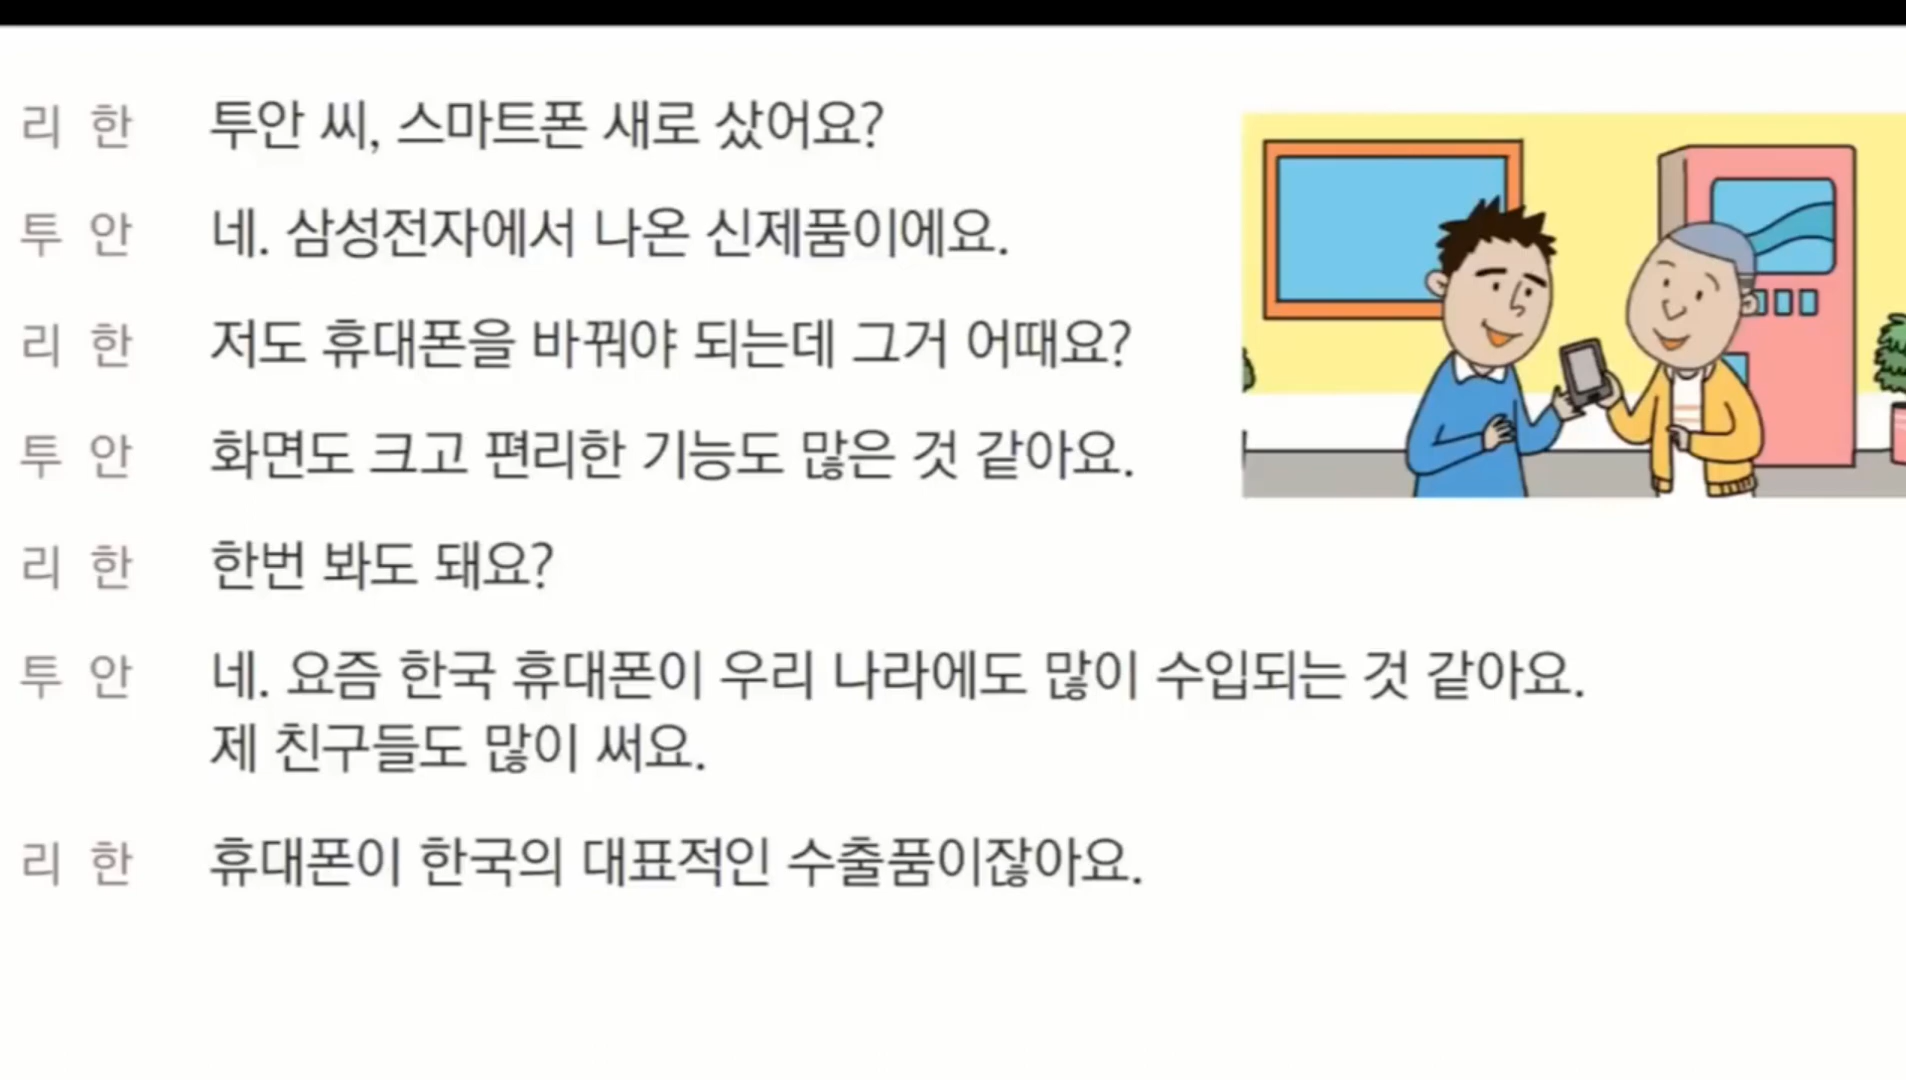 리 한 투안 씨, 스마트폰 새로 샀어요?
투 안 네. 삼성전자에서 나온 신제품이에요.
리 한 저도 휴대폰을 바꿔야 되는데 그거 어때요?
투 안 화면도 크고 편리한 기능도 많은 것 같아요.
리 한 한번 봐도 돼요?
투 안 네. 요즘 한국 휴대폰이 우리 나라에도 많이 수입되는 것 같아요.
제 친구들도 많이 써요.
리 한 휴대폰이 한국의 대표적인 수출품이잖아요.